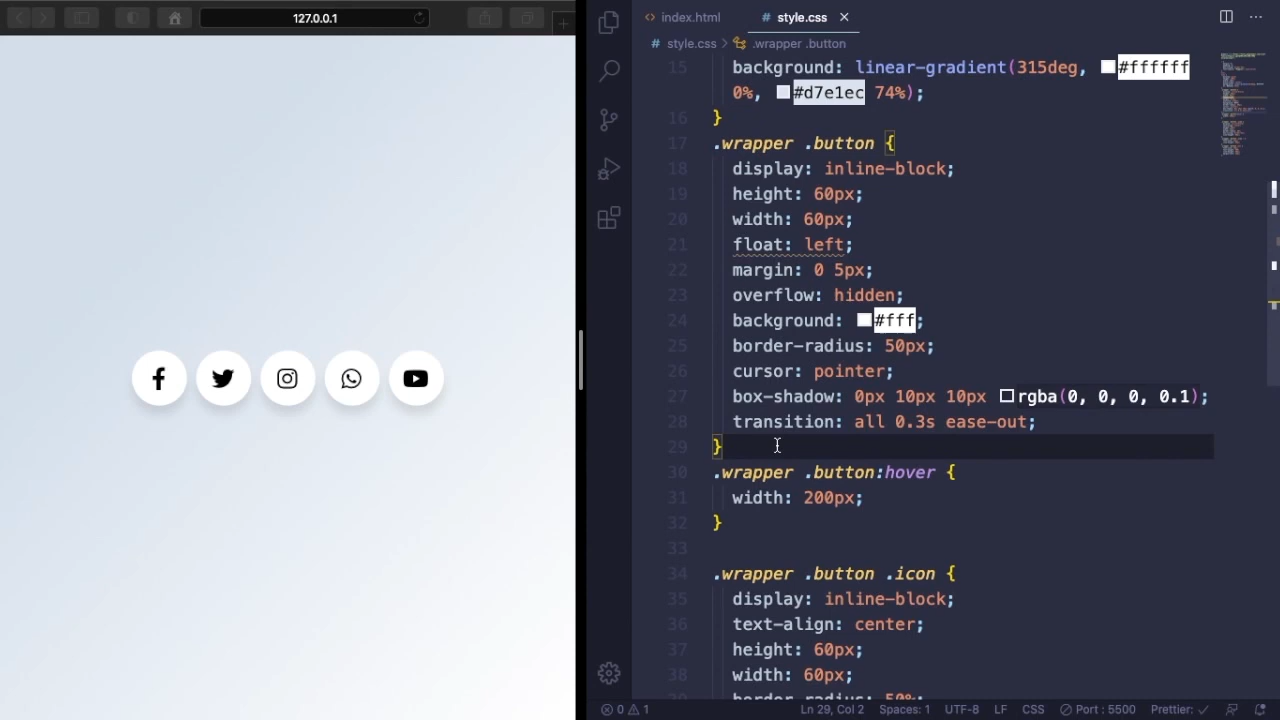 127.0.0.1
index.html
style.css
style.css > .wrapper .button
15 background: linear-gradient(315deg, #ffffff
0%, #d7e1ec 74%);
16 }
17 .wrapper .button {
18 display: inline-block;
19 height: 60px;
20 width: 60px;
21 float: left;
22 margin: 0 5px;
23 overflow: hidden;
24 background: #fff;
25 border-radius: 50px;
26 cursor: pointer;
27 box-shadow: 0px 10px 10px rgba(0, 0, 0, 0.1);
28 transition: all 0.3s ease-out;
29 }
30 .wrapper .button:hover {
31 width: 200px;
32 }
33
34 .wrapper .button .icon {
35 display: inline-block;
36 text-align: center;
37 height: 60px;
38 width: 60px;
border-radius: 50%;
0 1 Ln 29, Col 2 Spaces: 1 UTF-8 LF CSS Port : 5500 Prettier: